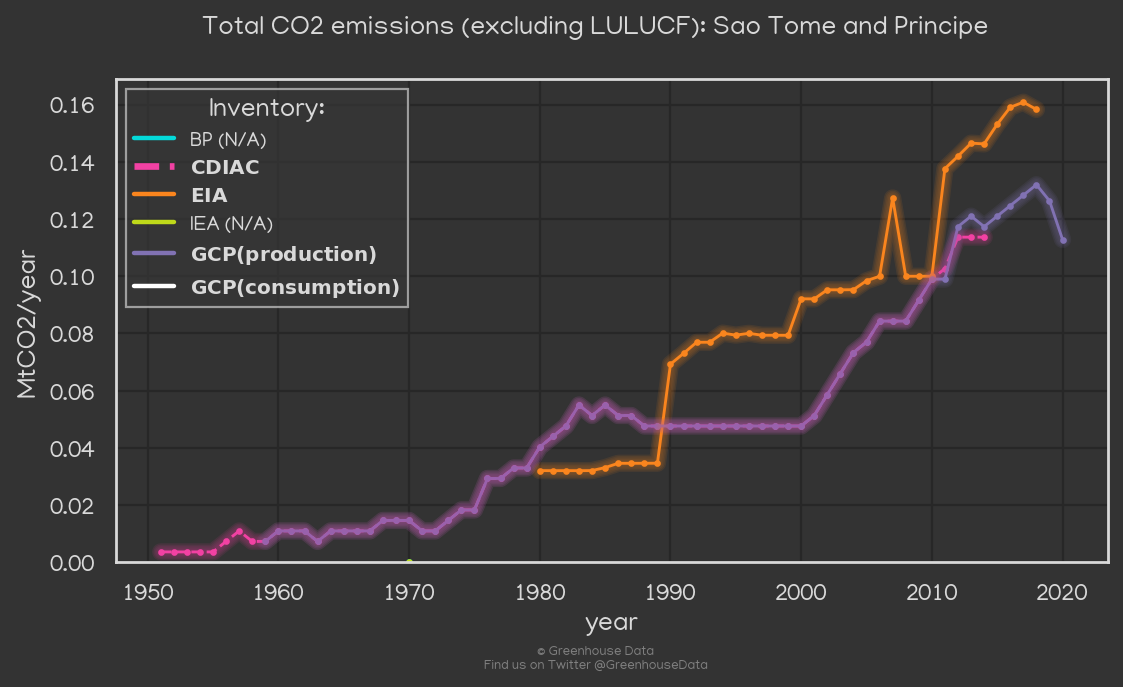 Total CO2 emissions (excluding LULUCF): Sao Tome and Principe
Inventory:
BP (N/A)
CDIAC
EIA
IEA (N/A)
GCP(production)
GCP(consumption)
MtCO2/year
0.16
0.14
0.12
0.10
0.08
0.06
0.04
0.02
0.00
1950 1960 1970 1980 1990 2000 2010 2020
year
© Greenhouse Data
Find us on Twitter @GreenhouseData